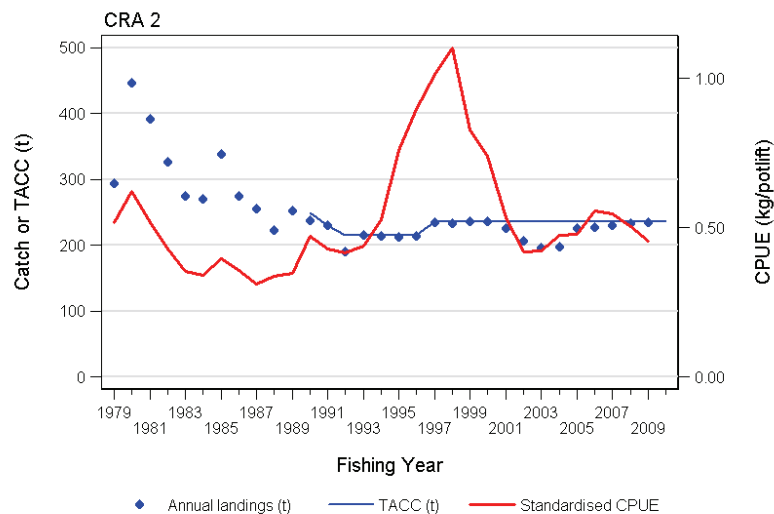 CRA 2
500
400
300
200
100
0
Catch or TACC (t)
1.00
0.50
0.00
CPUE (kg/potlift)
1979 1983 1987 1991 1995 1999 2003 2007
1981 1985 1989 1993 1997 2001 2005 2009
Fishing Year
Annual landings (t) TACC (t) Standardised CPUE